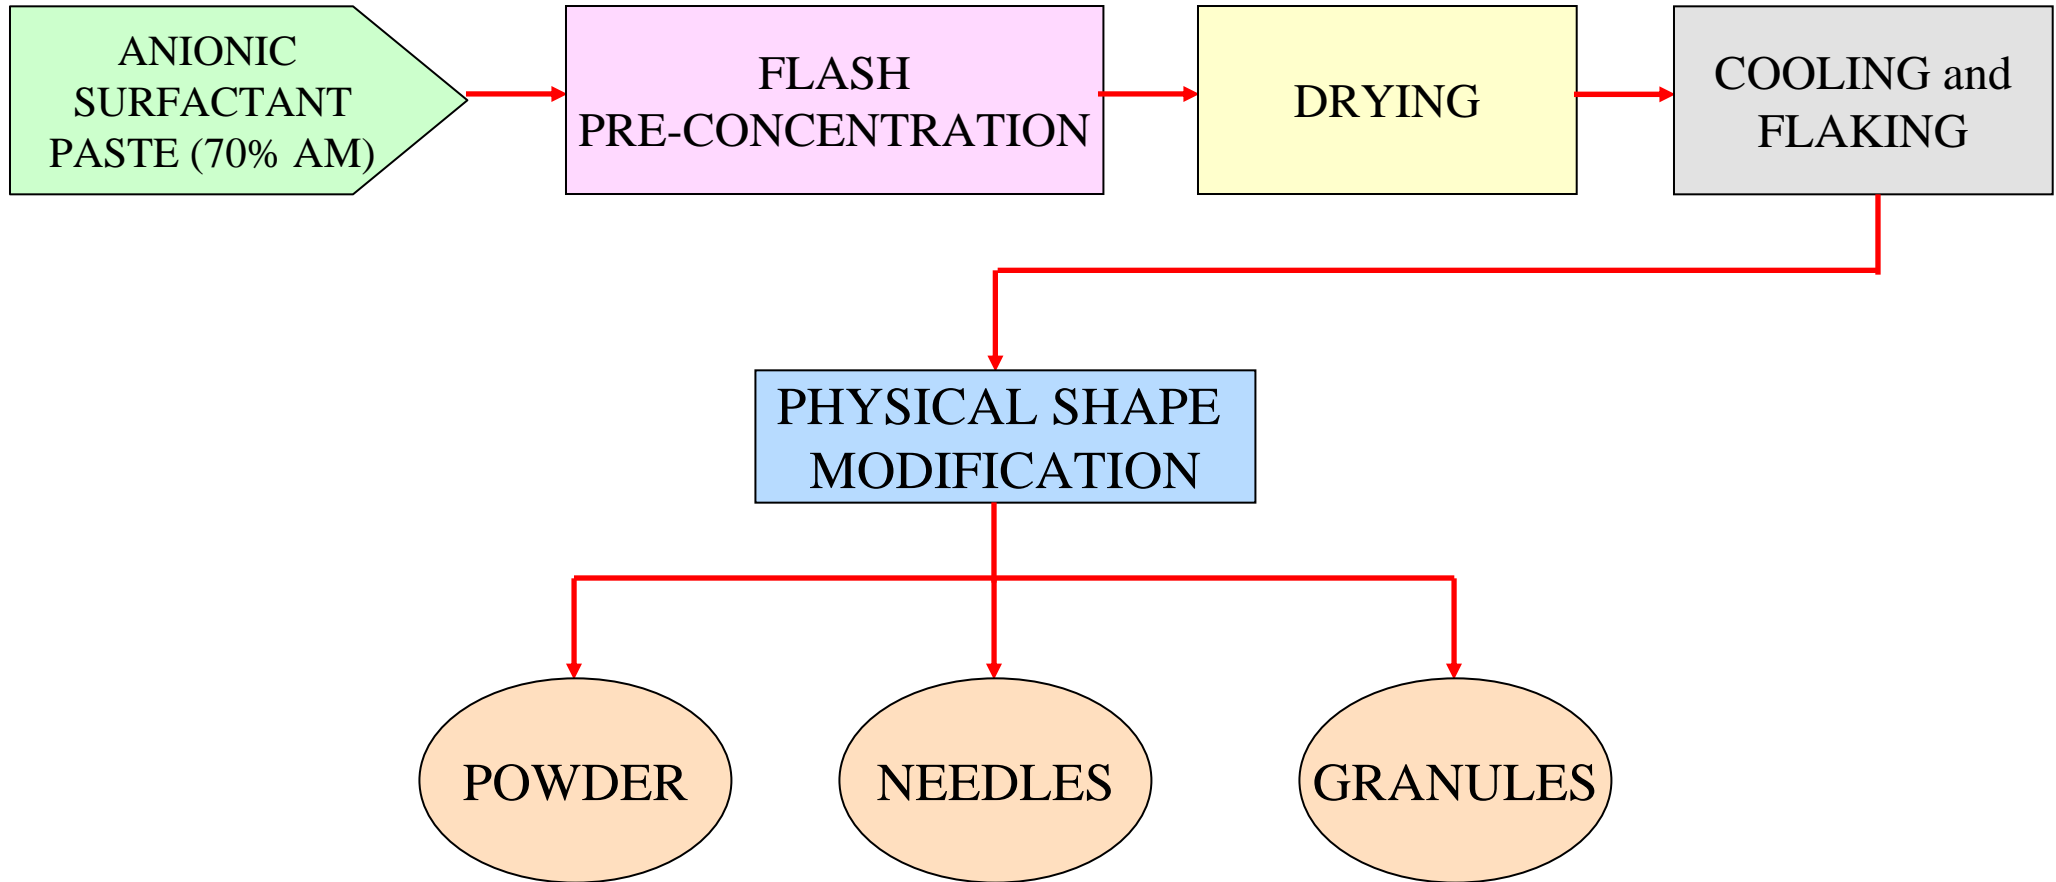 ANIONIC
SURFACTANT
PASTE (70% AM)
FLASH
PRE-CONCENTRATION
DRYING
COOLING and
FLAKING
PHYSICAL SHAPE
MODIFICATION
POWDER
NEEDLES
GRANULES